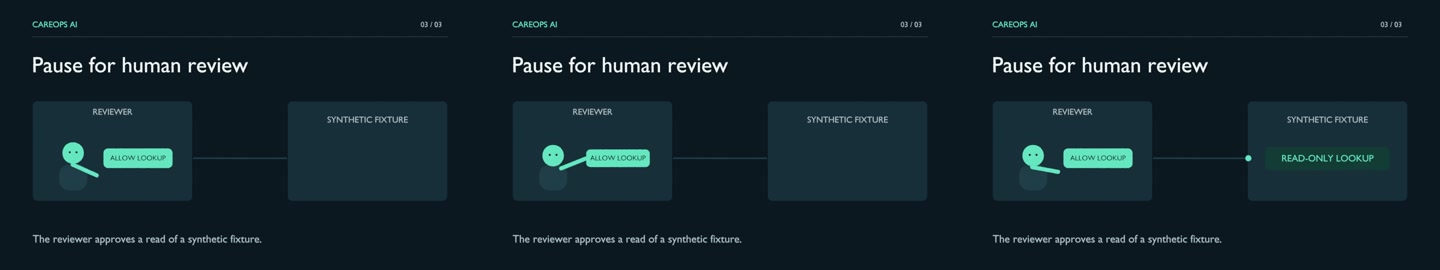 CAREOPS AI
03 / 03
Pause for human review
REVIEWER
SYNTHETIC FIXTURE
ALLOW LOOKUP
The reviewer approves a read of a synthetic fixture.
CAREOPS AI
03 / 03
Pause for human review
REVIEWER
SYNTHETIC FIXTURE
ALLOW LOOKUP
The reviewer approves a read of a synthetic fixture.
CAREOPS AI
03 / 03
Pause for human review
REVIEWER
SYNTHETIC FIXTURE
ALLOW LOOKUP
READ-ONLY LOOKUP
The reviewer approves a read of a synthetic fixture.